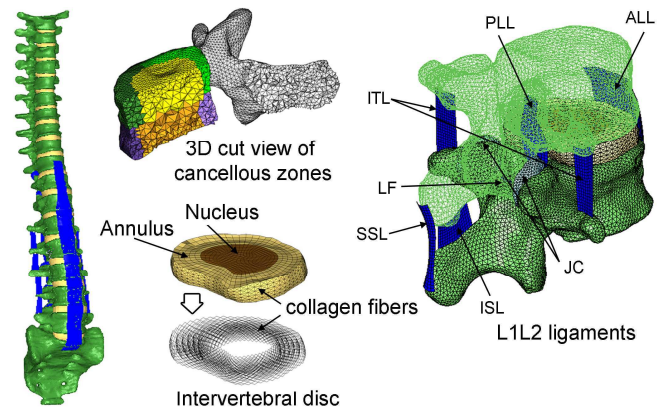 3D cut view of
cancellous zones
Nucleus
Annulus
collagen fibers
Intervertebral disc
PLL
ALL
ITL
LF
SSL
ISL
JC
L1L2 ligaments